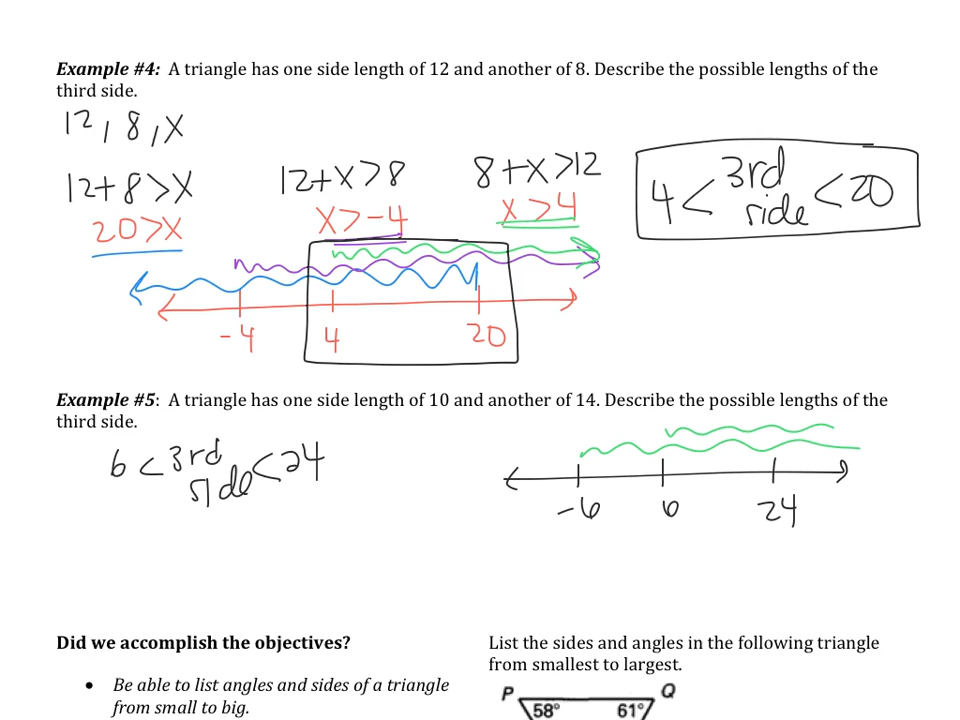 Example #4: A triangle has one side length of 12 and another of 8. Describe the possible lengths of the
third side.
12, 8, X
12+8>X 12+X>8 8+X>12
20>X X>-4 X>4
4< 3rd side <20
-4 4 20
Example #5: A triangle has one side length of 10 and another of 14. Describe the possible lengths of the
third side.
6<3rd side<24
-6 6 24
Did we accomplish the objectives?
• Be able to list angles and sides of a triangle
from small to big.
List the sides and angles in the following triangle
from smallest to largest.
P Q
58° 61°